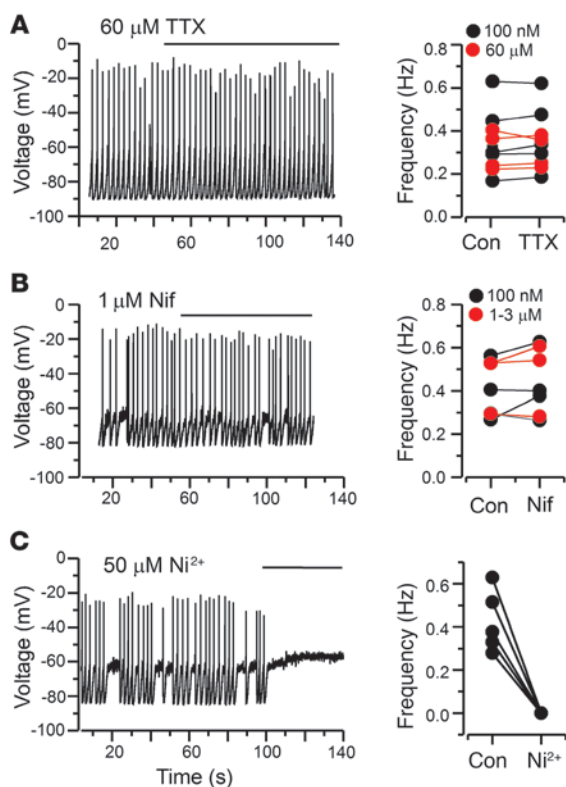 A
60 μM TTX
Voltage (mV)
0
-20
-40
-60
-80
-100
20
60
100
140
100 nM
60 μM
Frequency (Hz)
0.8
0.6
0.4
0.2
0.0
Con
TTX
B
1 μM Nif
Voltage (mV)
0
-20
-40
-60
-80
-100
20
60
100
140
100 nM
1-3 μM
Frequency (Hz)
0.8
0.6
0.4
0.2
0.0
Con
Nif
C
50 μM Ni²⁺
Voltage (mV)
0
-20
-40
-60
-80
-100
20
60
100
140
Time (s)
Frequency (Hz)
0.6
0.4
0.2
0.0
Con
Ni²⁺